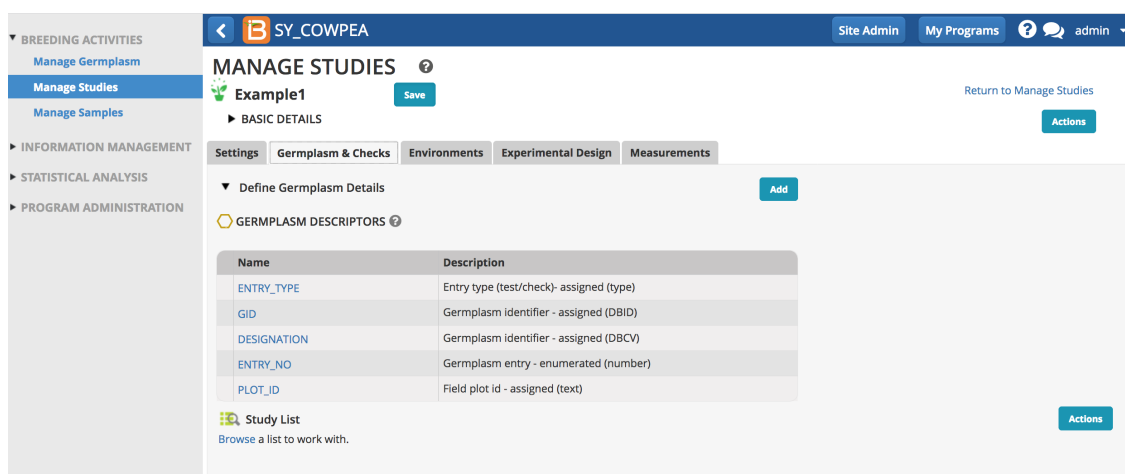 BREEDING ACTIVITIES
Manage Germplasm
Manage Studies
Manage Samples
INFORMATION MANAGEMENT
STATISTICAL ANALYSIS
PROGRAM ADMINISTRATION
SY_COWPEA
Site Admin My Programs ? admin
MANAGE STUDIES ?
Example1 Save
Return to Manage Studies
BASIC DETAILS
Actions
Settings Germplasm & Checks Environments Experimental Design Measurements
Define Germplasm Details Add
GERMPLASM DESCRIPTORS ?
Name Description
ENTRY_TYPE Entry type (test/check)- assigned (type)
GID Germplasm identifier - assigned (DBID)
DESIGNATION Germplasm identifier - assigned (DBCV)
ENTRY_NO Germplasm entry - enumerated (number)
PLOT_ID Field plot id - assigned (text)
Study List Actions
Browse a list to work with.